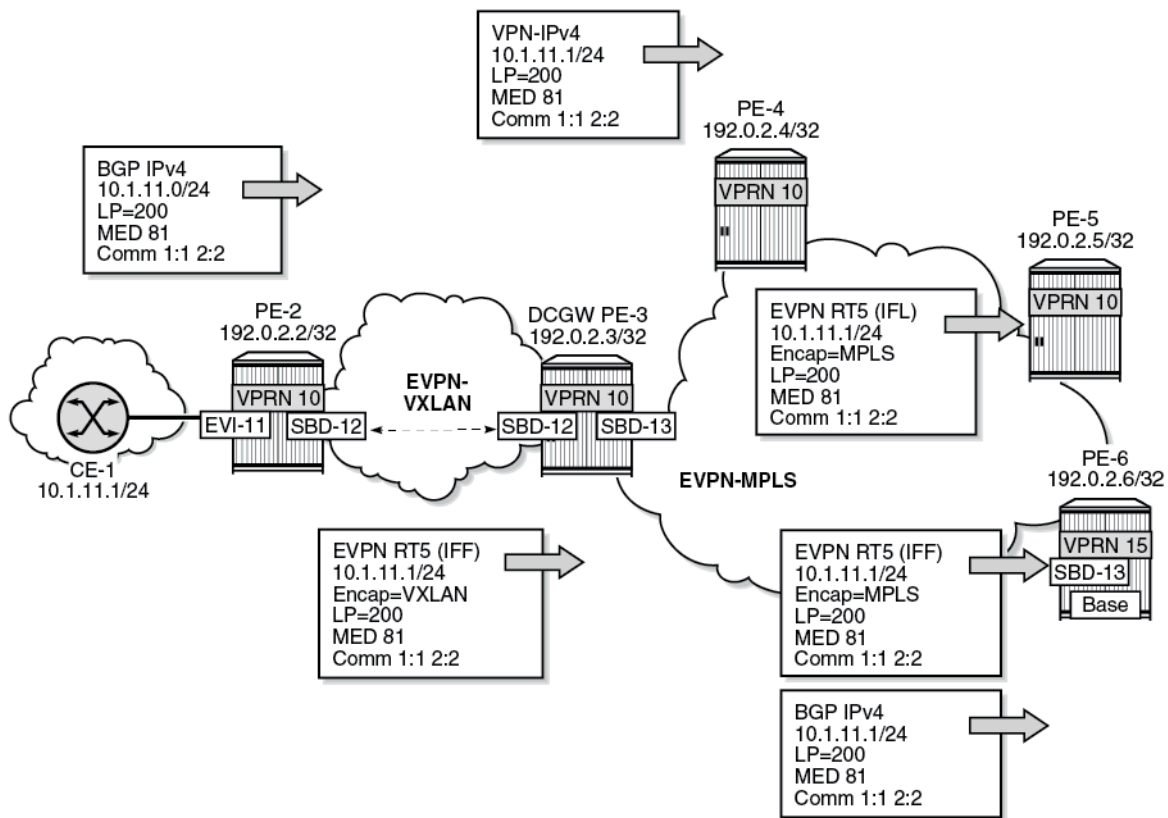 VPN-IPv4
10.1.11.1/24
LP=200
MED 81
Comm 1:1 2:2
PE-4
192.0.2.4/32
VPRN 10
BGP IPv4
10.1.11.0/24
LP=200
MED 81
Comm 1:1 2:2
PE-5
192.0.2.5/32
VPRN 10
EVPN RT5 (IFL)
10.1.11.1/24
Encap=MPLS
LP=200
MED 81
Comm 1:1 2:2
PE-2
192.0.2.2/32
VPRN 10
EVI-11
SBD-12
EVPN-
VXLAN
DCGW PE-3
192.0.2.3/32
VPRN 10
SBD-12
SBD-13
CE-1
10.1.11.1/24
EVPN-MPLS
PE-6
192.0.2.6/32
VPRN 15
SBD-13
Base
EVPN RT5 (IFF)
10.1.11.1/24
Encap=VXLAN
LP=200
MED 81
Comm 1:1 2:2
EVPN RT5 (IFF)
10.1.11.1/24
Encap=MPLS
LP=200
MED 81
Comm 1:1 2:2
BGP IPv4
10.1.11.1/24
LP=200
MED 81
Comm 1:1 2:2